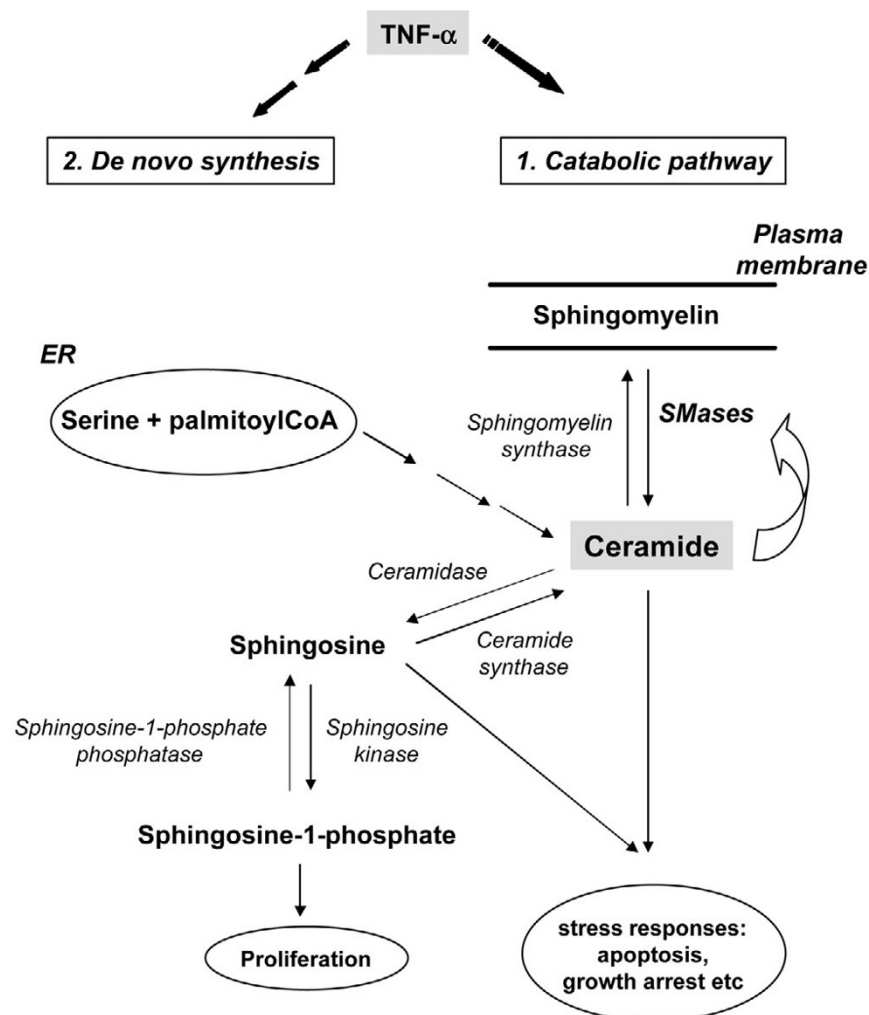 TNF-α
2. De novo synthesis
1. Catabolic pathway
Plasma
membrane
Sphingomyelin
ER
Serine + palmitoylCoA
Sphingomyelin
synthase
SMases
Ceramide
Ceramidase
Sphingosine
Ceramide
synthase
Sphingosine-1-phosphate
phosphatase
Sphingosine
kinase
Sphingosine-1-phosphate
Proliferation
stress responses:
apoptosis,
growth arrest etc